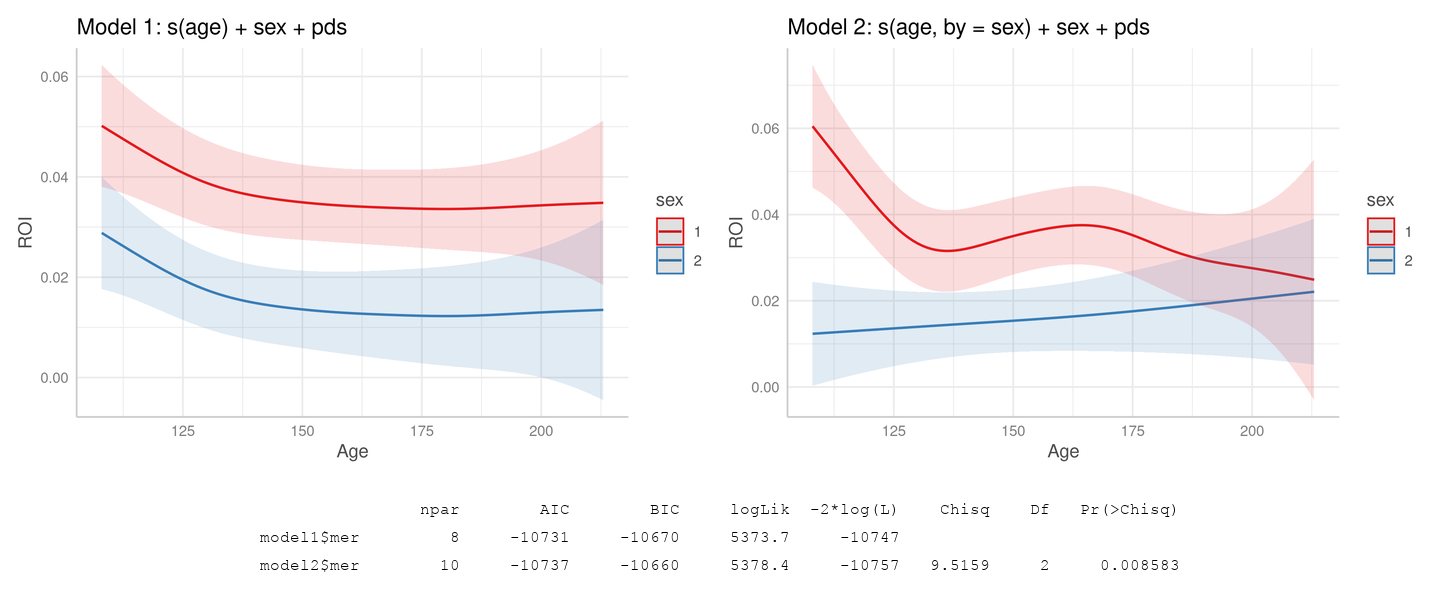 Model 1: s(age) + sex + pds
0.06
0.04
0.02
0.00
ROI
125 150 175 200
Age
sex
1
2
Model 2: s(age, by = sex) + sex + pds
0.06
0.04
0.02
0.00
ROI
125 150 175 200
Age
sex
1
2
npar AIC BIC logLik -2*log(L) Chisq Df Pr(>Chisq)
model1$mer 8 -10731 -10670 5373.7 -10747
model2$mer 10 -10737 -10660 5378.4 -10757 9.5159 2 0.008583